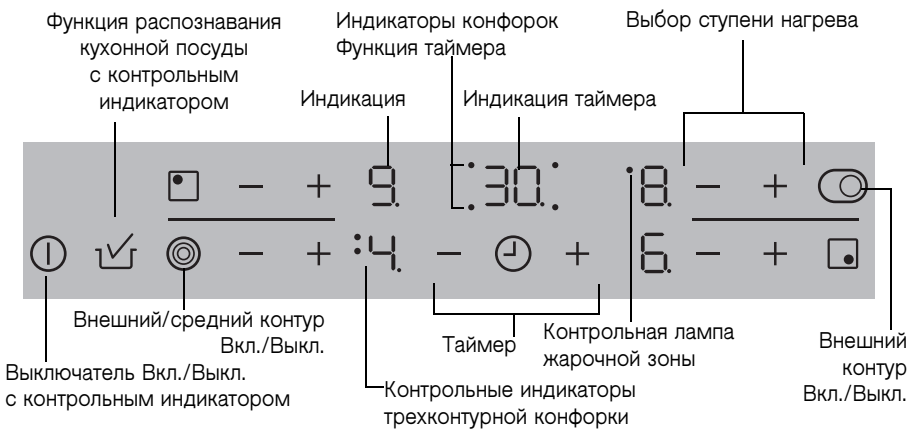 Функция распознавания
кухонной посуды
с контрольным
индикатором
Индикация
Индикаторы конфорок
Функция таймера
Индикация таймера
Выбор ступени нагрева
− + 9. 30. 8. − +
− + 4. − + 6. − +
Внешний/средний контур
Вкл./Выкл.
Выключатель Вкл./Выкл.
с контрольным индикатором
Таймер
Контрольные индикаторы
трехконтурной конфорки
Контрольная лампа
жарочной зоны
Внешний
контур
Вкл./Выкл.